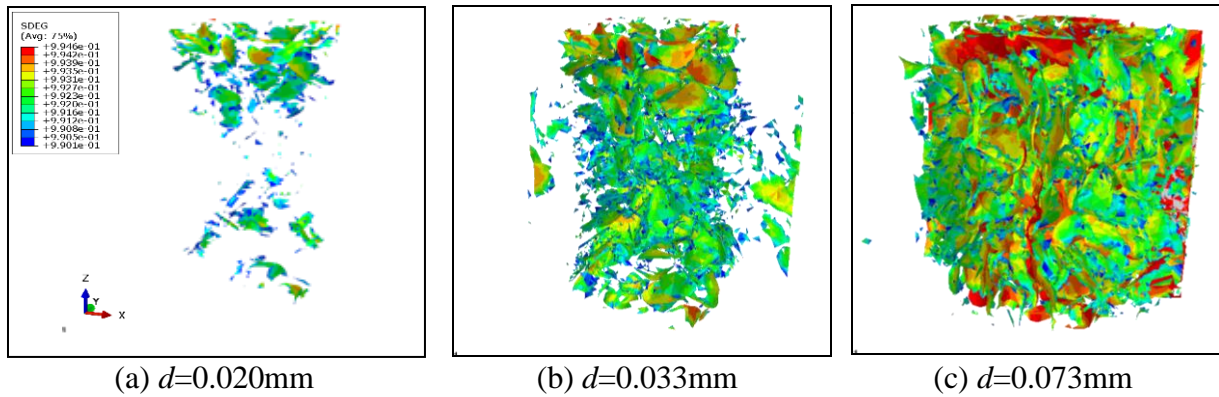 SDEG
(Avg: 75%)
+9.946e-01
+9.942e-01
+9.939e-01
+9.935e-01
+9.931e-01
+9.927e-01
+9.923e-01
+9.920e-01
+9.916e-01
+9.912e-01
+9.908e-01
+9.905e-01
+9.901e-01
Z
Y
X
(a) d=0.020mm
(b) d=0.033mm
(c) d=0.073mm